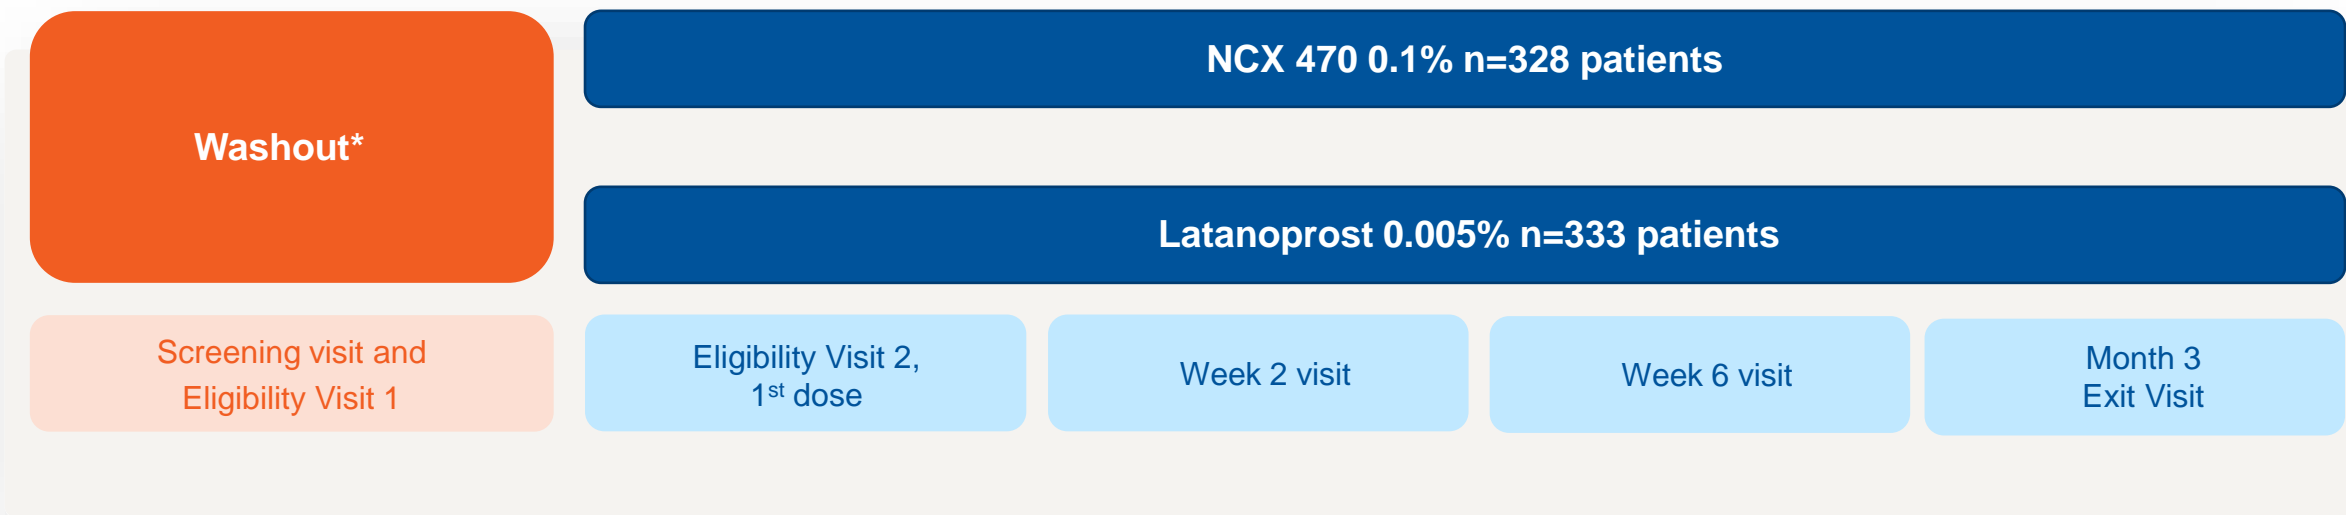 Washout*
NCX 470 0.1% n=328 patients
Latanoprost 0.005% n=333 patients
Screening visit and
Eligibility Visit 1
Eligibility Visit 2,
1st dose
Week 2 visit
Week 6 visit
Month 3
Exit Visit